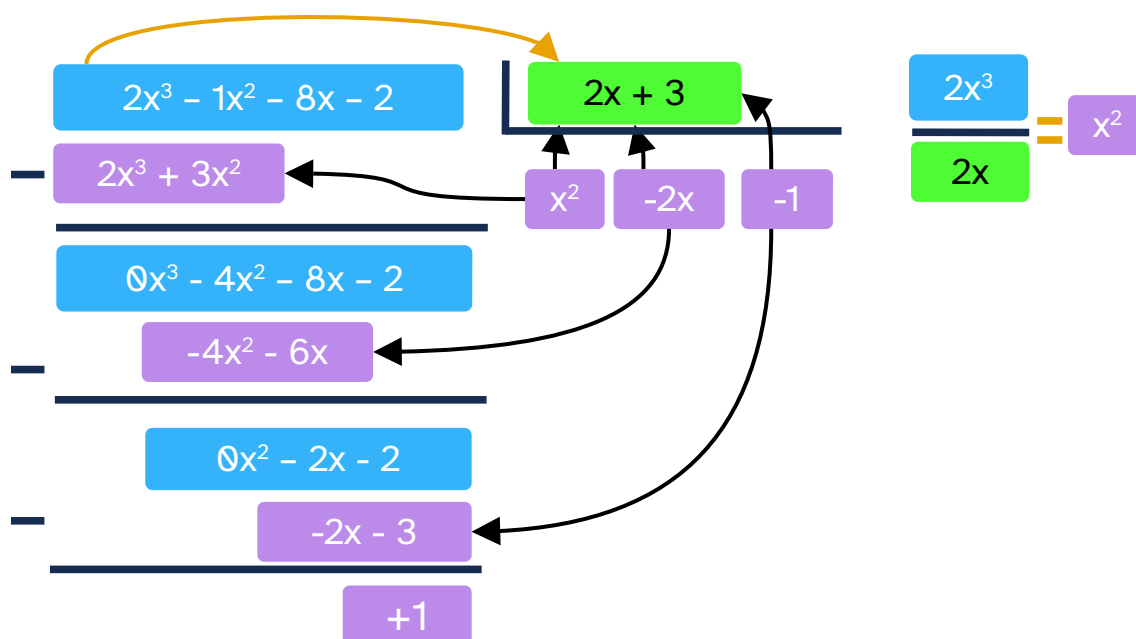 2x³ – 1x² – 8x – 2
2x + 3
2x³
2x
=
x²
– 2x³ + 3x²
x²
-2x
-1
0x³ - 4x² – 8x – 2
– -4x² - 6x
0x² – 2x - 2
– -2x - 3
+1